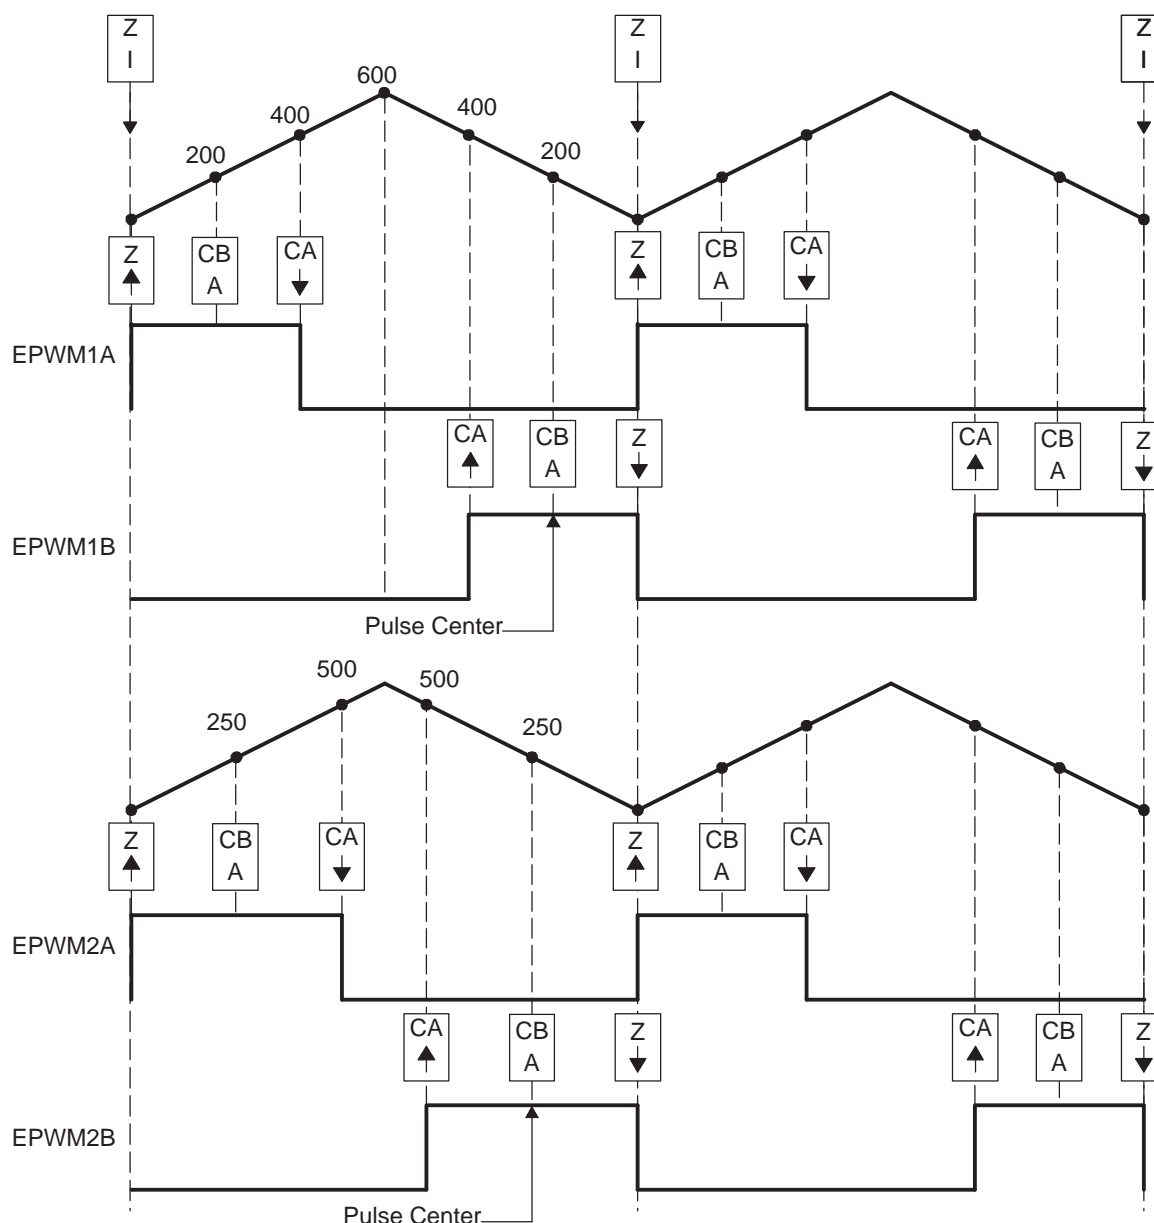 Z Z Z
I I I
600
400 400
200 200
Z CB CA Z CB CA
A A
EPWM1A
CA CB Z CA CB Z
A A
EPWM1B
Pulse Center
500 500
250 250
Z CB CA Z CB CA
A A
EPWM2A
CA CB Z CA CB Z
A A
EPWM2B
Pulse Center